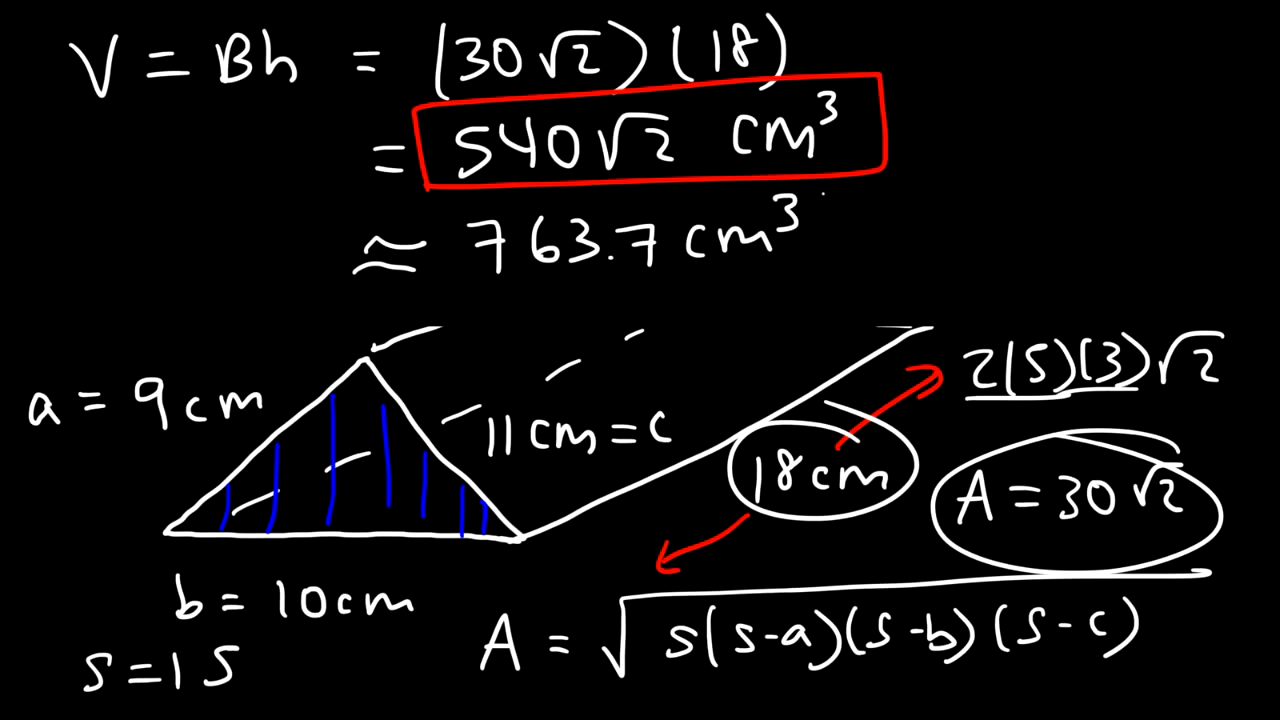 V = Bh = (30√2)(18)
= 540√2 cm³
≈ 763.7 cm³
a = 9cm
11cm = c
18cm
2(5)(3)√2
A = 30√2
b = 10cm
s = 15
A = √s(s-a)(s-b)(s-c)